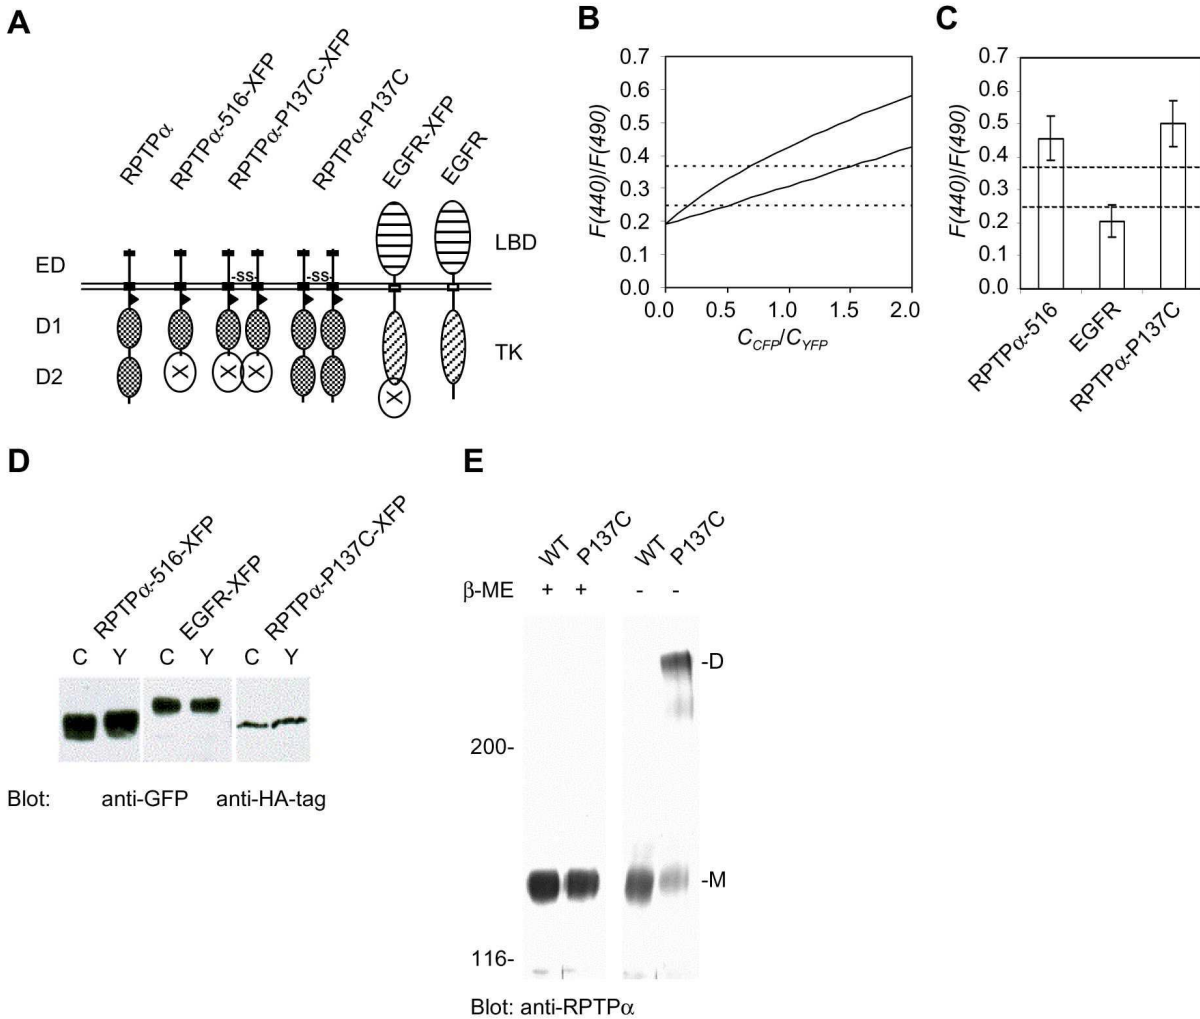 A
RPTPα
RPTPα-516-XFP
RPTPα-P137C-XFP
RPTPα-P137C
EGFR-XFP
EGFR
LBD
ED
-SS-
-SS-
D1
TK
D2
X
X
X
X
B
F(440)/F(490)
0.7
0.6
0.5
0.4
0.3
0.2
0.1
0.0
0.0
0.5
1.0
1.5
2.0
C_CFP/C_YFP
C
F(440)/F(490)
0.7
0.6
0.5
0.4
0.3
0.2
0.1
0.0
RPTPα-516
EGFR
RPTPα-P137C
D
RPTPα-516-XFP
EGFR-XFP
RPTPα-P137C-XFP
C Y C Y C Y
Blot: anti-GFP anti-HA-tag
E
WT P137C WT P137C
β-ME + + - -
-D
200-
-M
116-
Blot: anti-RPTPα